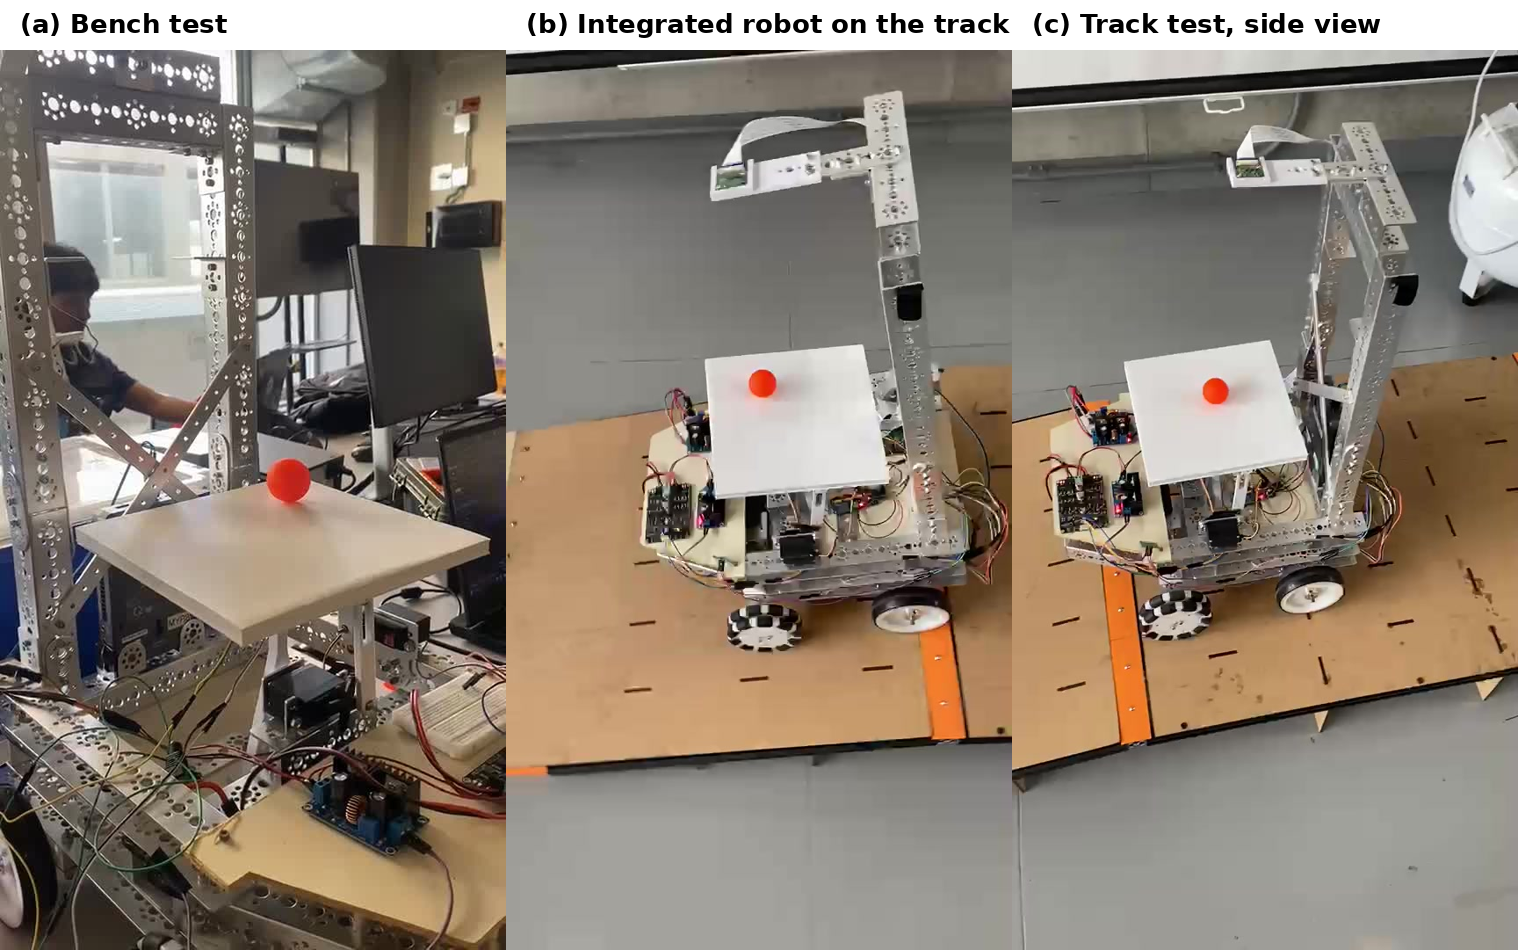 (a) Bench test
(b) Integrated robot on the track
(c) Track test, side view